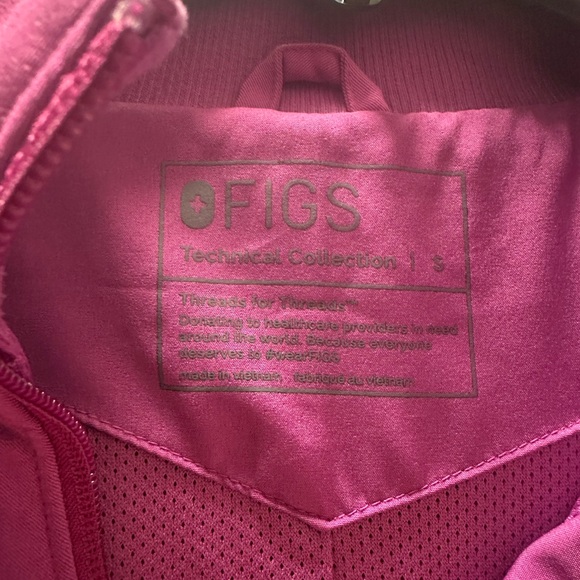 FIGS
Technical Collection | S
Threads for Threads™
Donating to healthcare providers in need
around the world. Because everyone
deserves to #wearFIGS
made in vietnam · fabriqué au vietnam